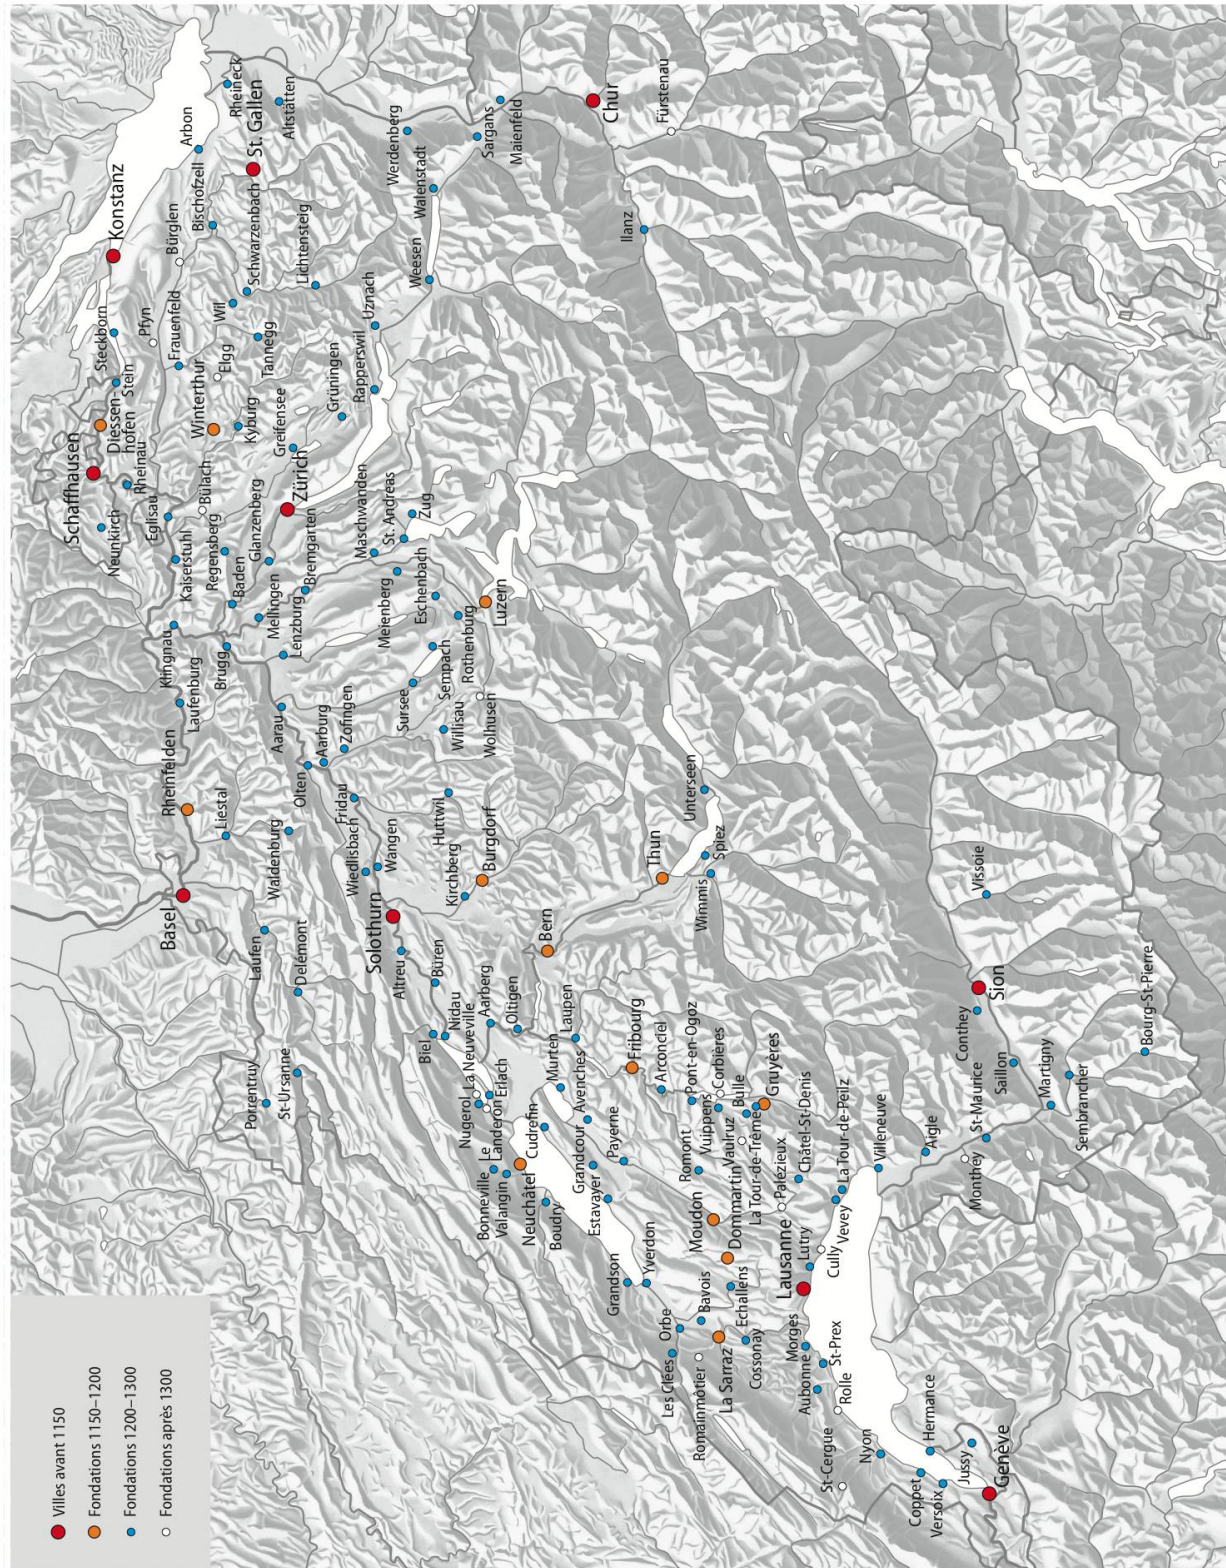 Villes avant 1150
Fondations 1150–1200
Fondations 1200–1300
Fondations après 1300
Schaffhausen
Neunkirch
Diessen-
hofen
Rheinau
Stein
Steckborn
Konstanz
Arbon
Rheineck
St. Gallen
Altstätten
Bischofzell
Bürglen
Pfyn
Frauenfeld
Schwarzenbach
Wil
Elgg
Tannegg
Lichtensteig
Winterthur
Kyburg
Greifensee
Grüningen
Rapperswil
Uznach
Weesen
Walenstadt
Werdenberg
Sargans
Maienfeld
Chur
Fürstenau
Ilanz
Eglisau
Bülach
Kaiserstuhl
Regensberg
Glanzenberg
Zürich
Baden
Bremgarten
Mellingen
Lenzburg
Klingnau
Brugg
Laufenburg
Maschwanden
St. Andreas
Zug
Meienberg
Eschenbach
Luzern
Rothenburg
Sempach
Sursee
Willisau
Wolhusen
Aarau
Aarburg
Zofingen
Olten
Rheinfelden
Liestal
Waldenburg
Basel
Laufen
Delémont
Porrentruy
St-Ursanne
Fridau
Wiedlisbach
Wangen
Huttwil
Kirchberg
Burgdorf
Solothurn
Altreu
Büren
Biel
Nidau
Aarberg
Oltigen
Bern
Thun
Unterseen
Spiez
Wimmis
Laupen
La Neuveville
Erlach
Nugerol
Le
Landeron
Cudrefin
Murten
Avenches
Fribourg
Arconciel
Pont-en-Ogoz
Corbières
Vuippens
Bulle
Gruyères
Vaulruz
La Tour-de-Trême
Romont
Payerne
Grandcour
Estavayer
Bonneville
Valangin
Neuchâtel
Boudry
Grandson
Yverdon
Moudon
Dommartin
Palézieux
Châtel-St-Denis
La Tour-de-Peilz
Vevey
Villeneuve
Aigle
Monthey
St-Maurice
Saillon
Conthey
Sion
Vissoie
Martigny
Sembrancher
Bourg-St-Pierre
Les Clées
Orbe
Bavois
Romainmôtier
La Sarraz
Echallens
Cossonay
Lausanne
Lutry
Cully
Morges
St-Prex
Aubonne
Rolle
St-Cergue
Nyon
Coppet
Versoix
Hermance
Jussy
Genève